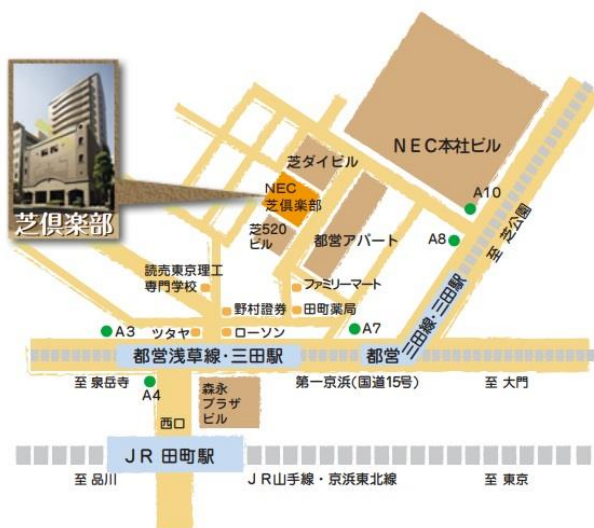 芝倶楽部
芝ダイビル
NEC本社ビル
NEC
芝倶楽部
芝520
ビル
都営アパート
A10
A8
至 芝公園
読売東京理工
専門学校
ファミリーマート
野村證券
田町薬局
A3
ツタヤ
ローソン
A7
都営浅草線・三田駅
都営
三田線・三田駅
至 泉岳寺
A4
森永
プラザ
ビル
第一京浜(国道15号)
至 大門
西口
JR 田町駅
至 品川
JR山手線・京浜東北線
至 東京